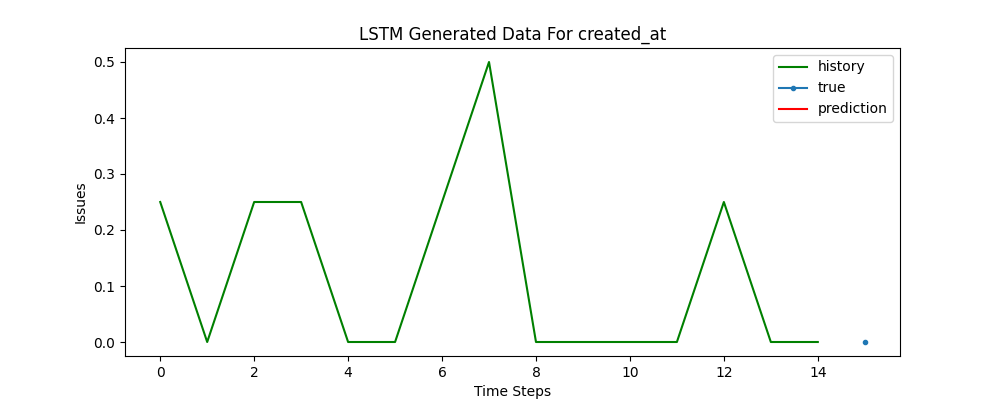 LSTM Generated Data For created_at
history
true
prediction
0.5
0.4
0.3
0.2
0.1
0.0
Issues
0 2 4 6 8 10 12 14
Time Steps